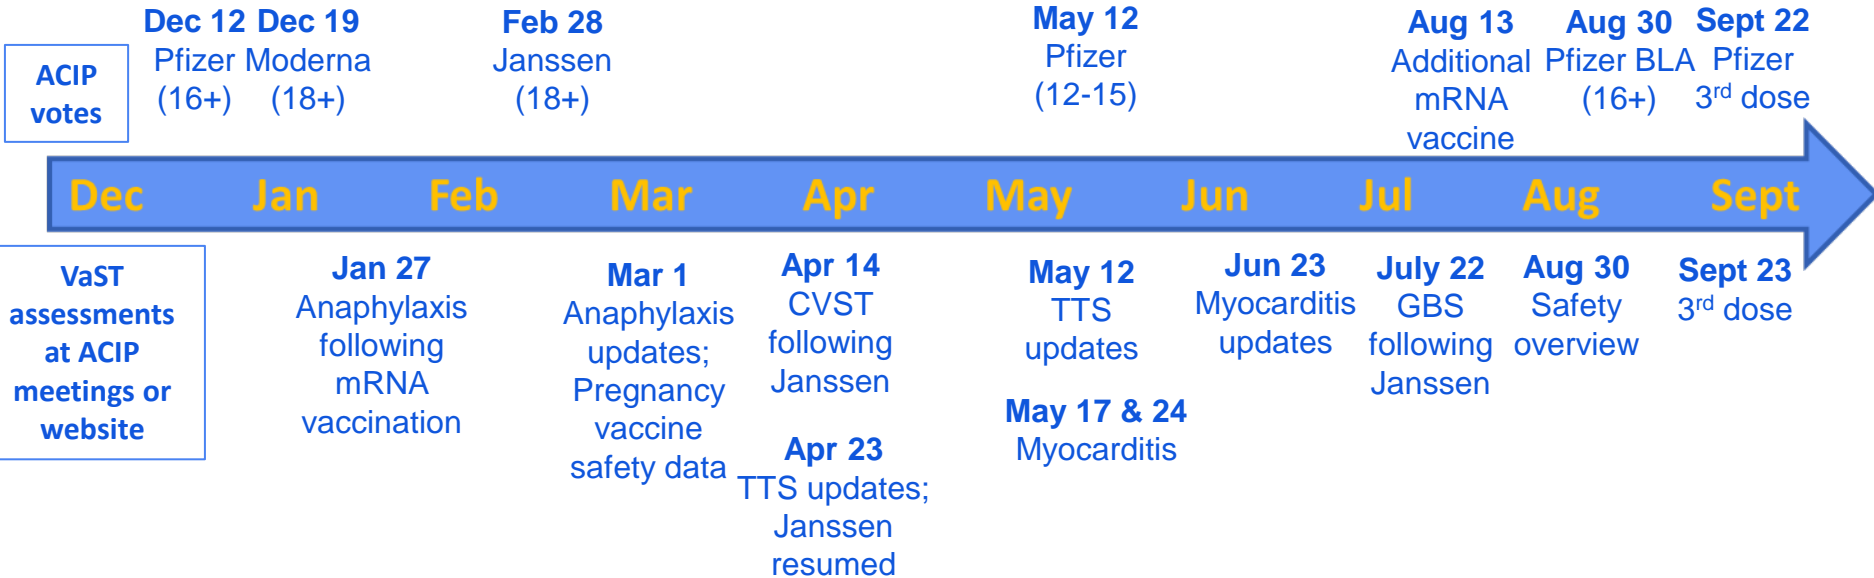 ACIP
votes
Dec 12
Pfizer
(16+)
Dec 19
Moderna
(18+)
Feb 28
Janssen
(18+)
May 12
Pfizer
(12-15)
Aug 13
Additional
mRNA
vaccine
Aug 30
Pfizer BLA
(16+)
Sept 22
Pfizer
3rd dose
Dec
Jan
Feb
Mar
Apr
May
Jun
Jul
Aug
Sept
VaST
assessments
at ACIP
meetings or
website
Jan 27
Anaphylaxis
following
mRNA
vaccination
Mar 1
Anaphylaxis
updates;
Pregnancy
vaccine
safety data
Apr 14
CVST
following
Janssen
Apr 23
TTS updates;
Janssen
resumed
May 12
TTS
updates
May 17 & 24
Myocarditis
Jun 23
Myocarditis
updates
July 22
GBS
following
Janssen
Aug 30
Safety
overview
Sept 23
3rd dose